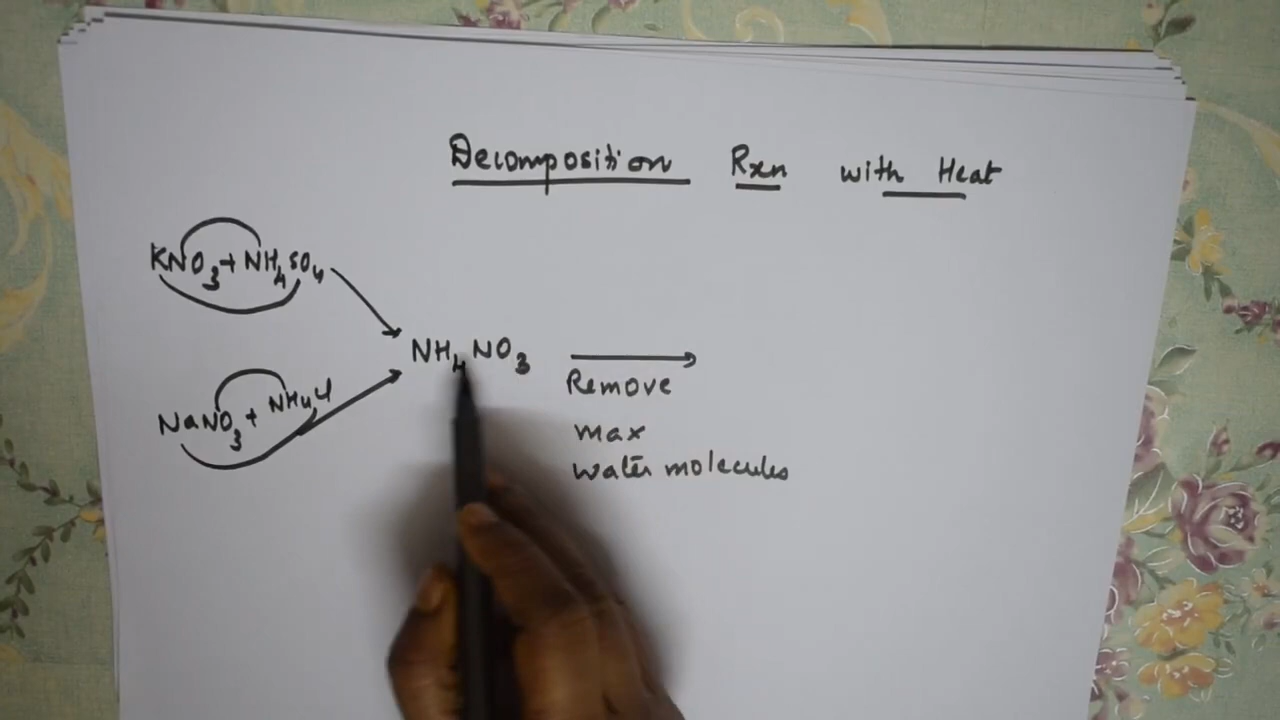 Decomposition Rxn with Heat
KNO3 + NH4SO4
NH4NO3
NaNO3 + NH4Cl
Remove
max
water molecules